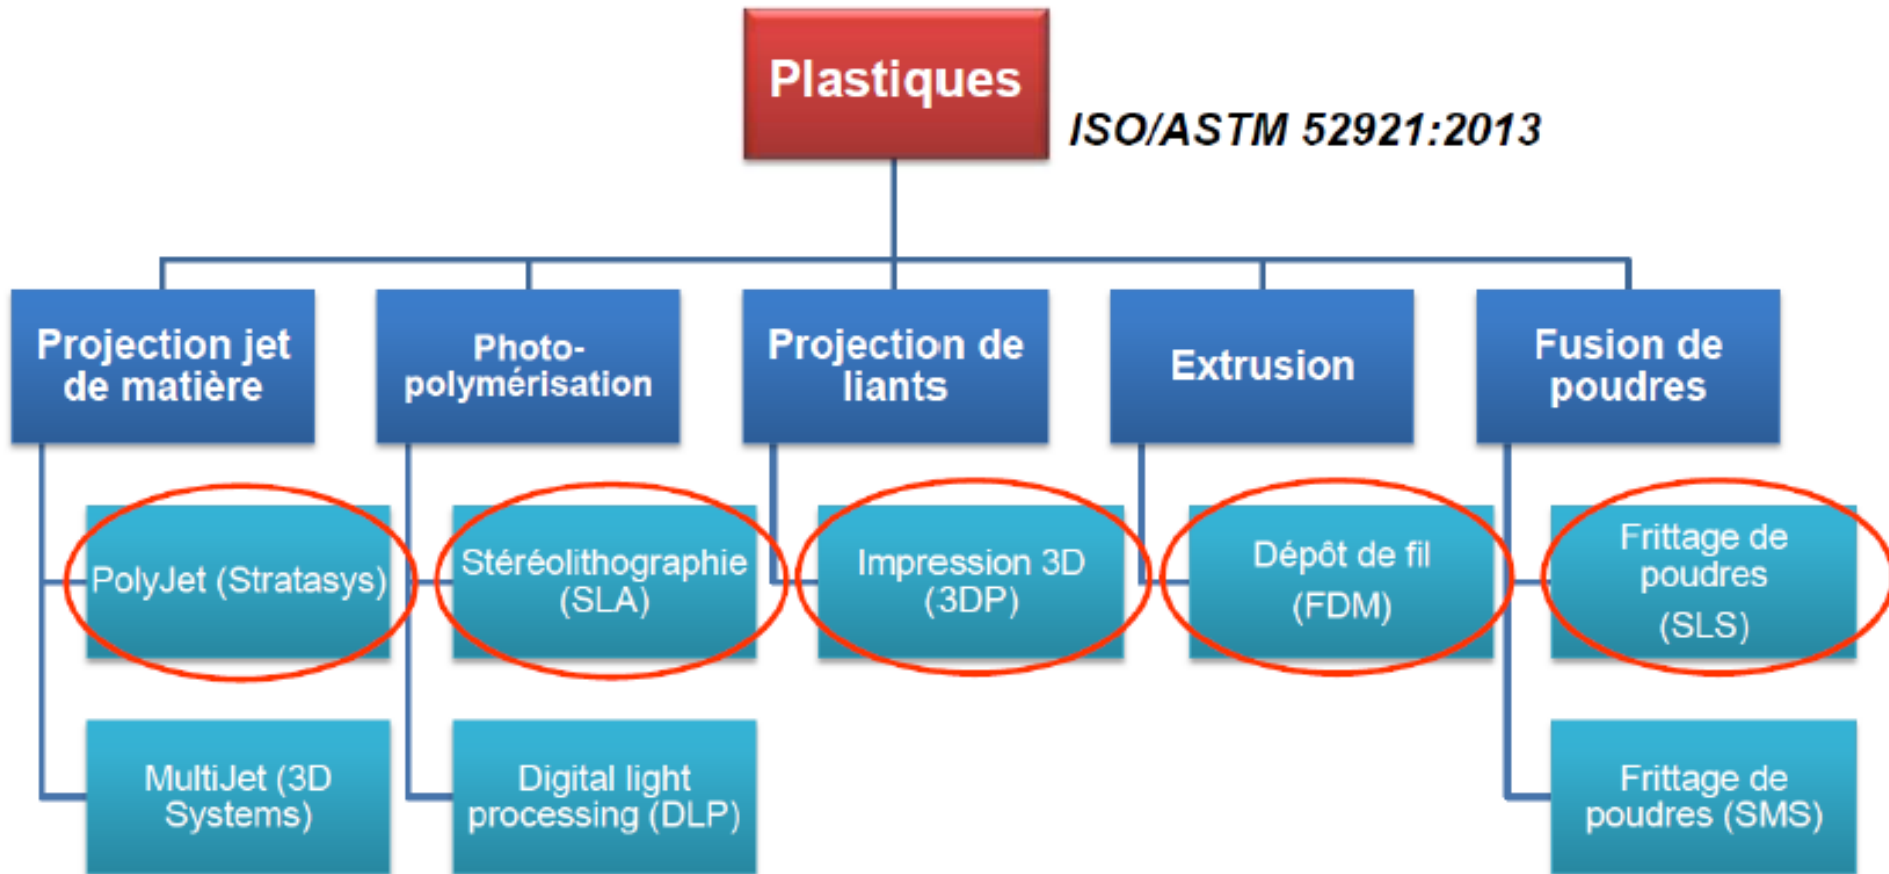 Plastiques
ISO/ASTM 52921:2013
Projection jet
de matière
Photo-
polymérisation
Projection de
liants
Extrusion
Fusion de
poudres
PolyJet (Stratasys)
Stéréolithographie
(SLA)
Impression 3D
(3DP)
Dépôt de fil
(FDM)
Frittage de
poudres
(SLS)
MultiJet (3D
Systems)
Digital light
processing (DLP)
Frittage de
poudres (SMS)